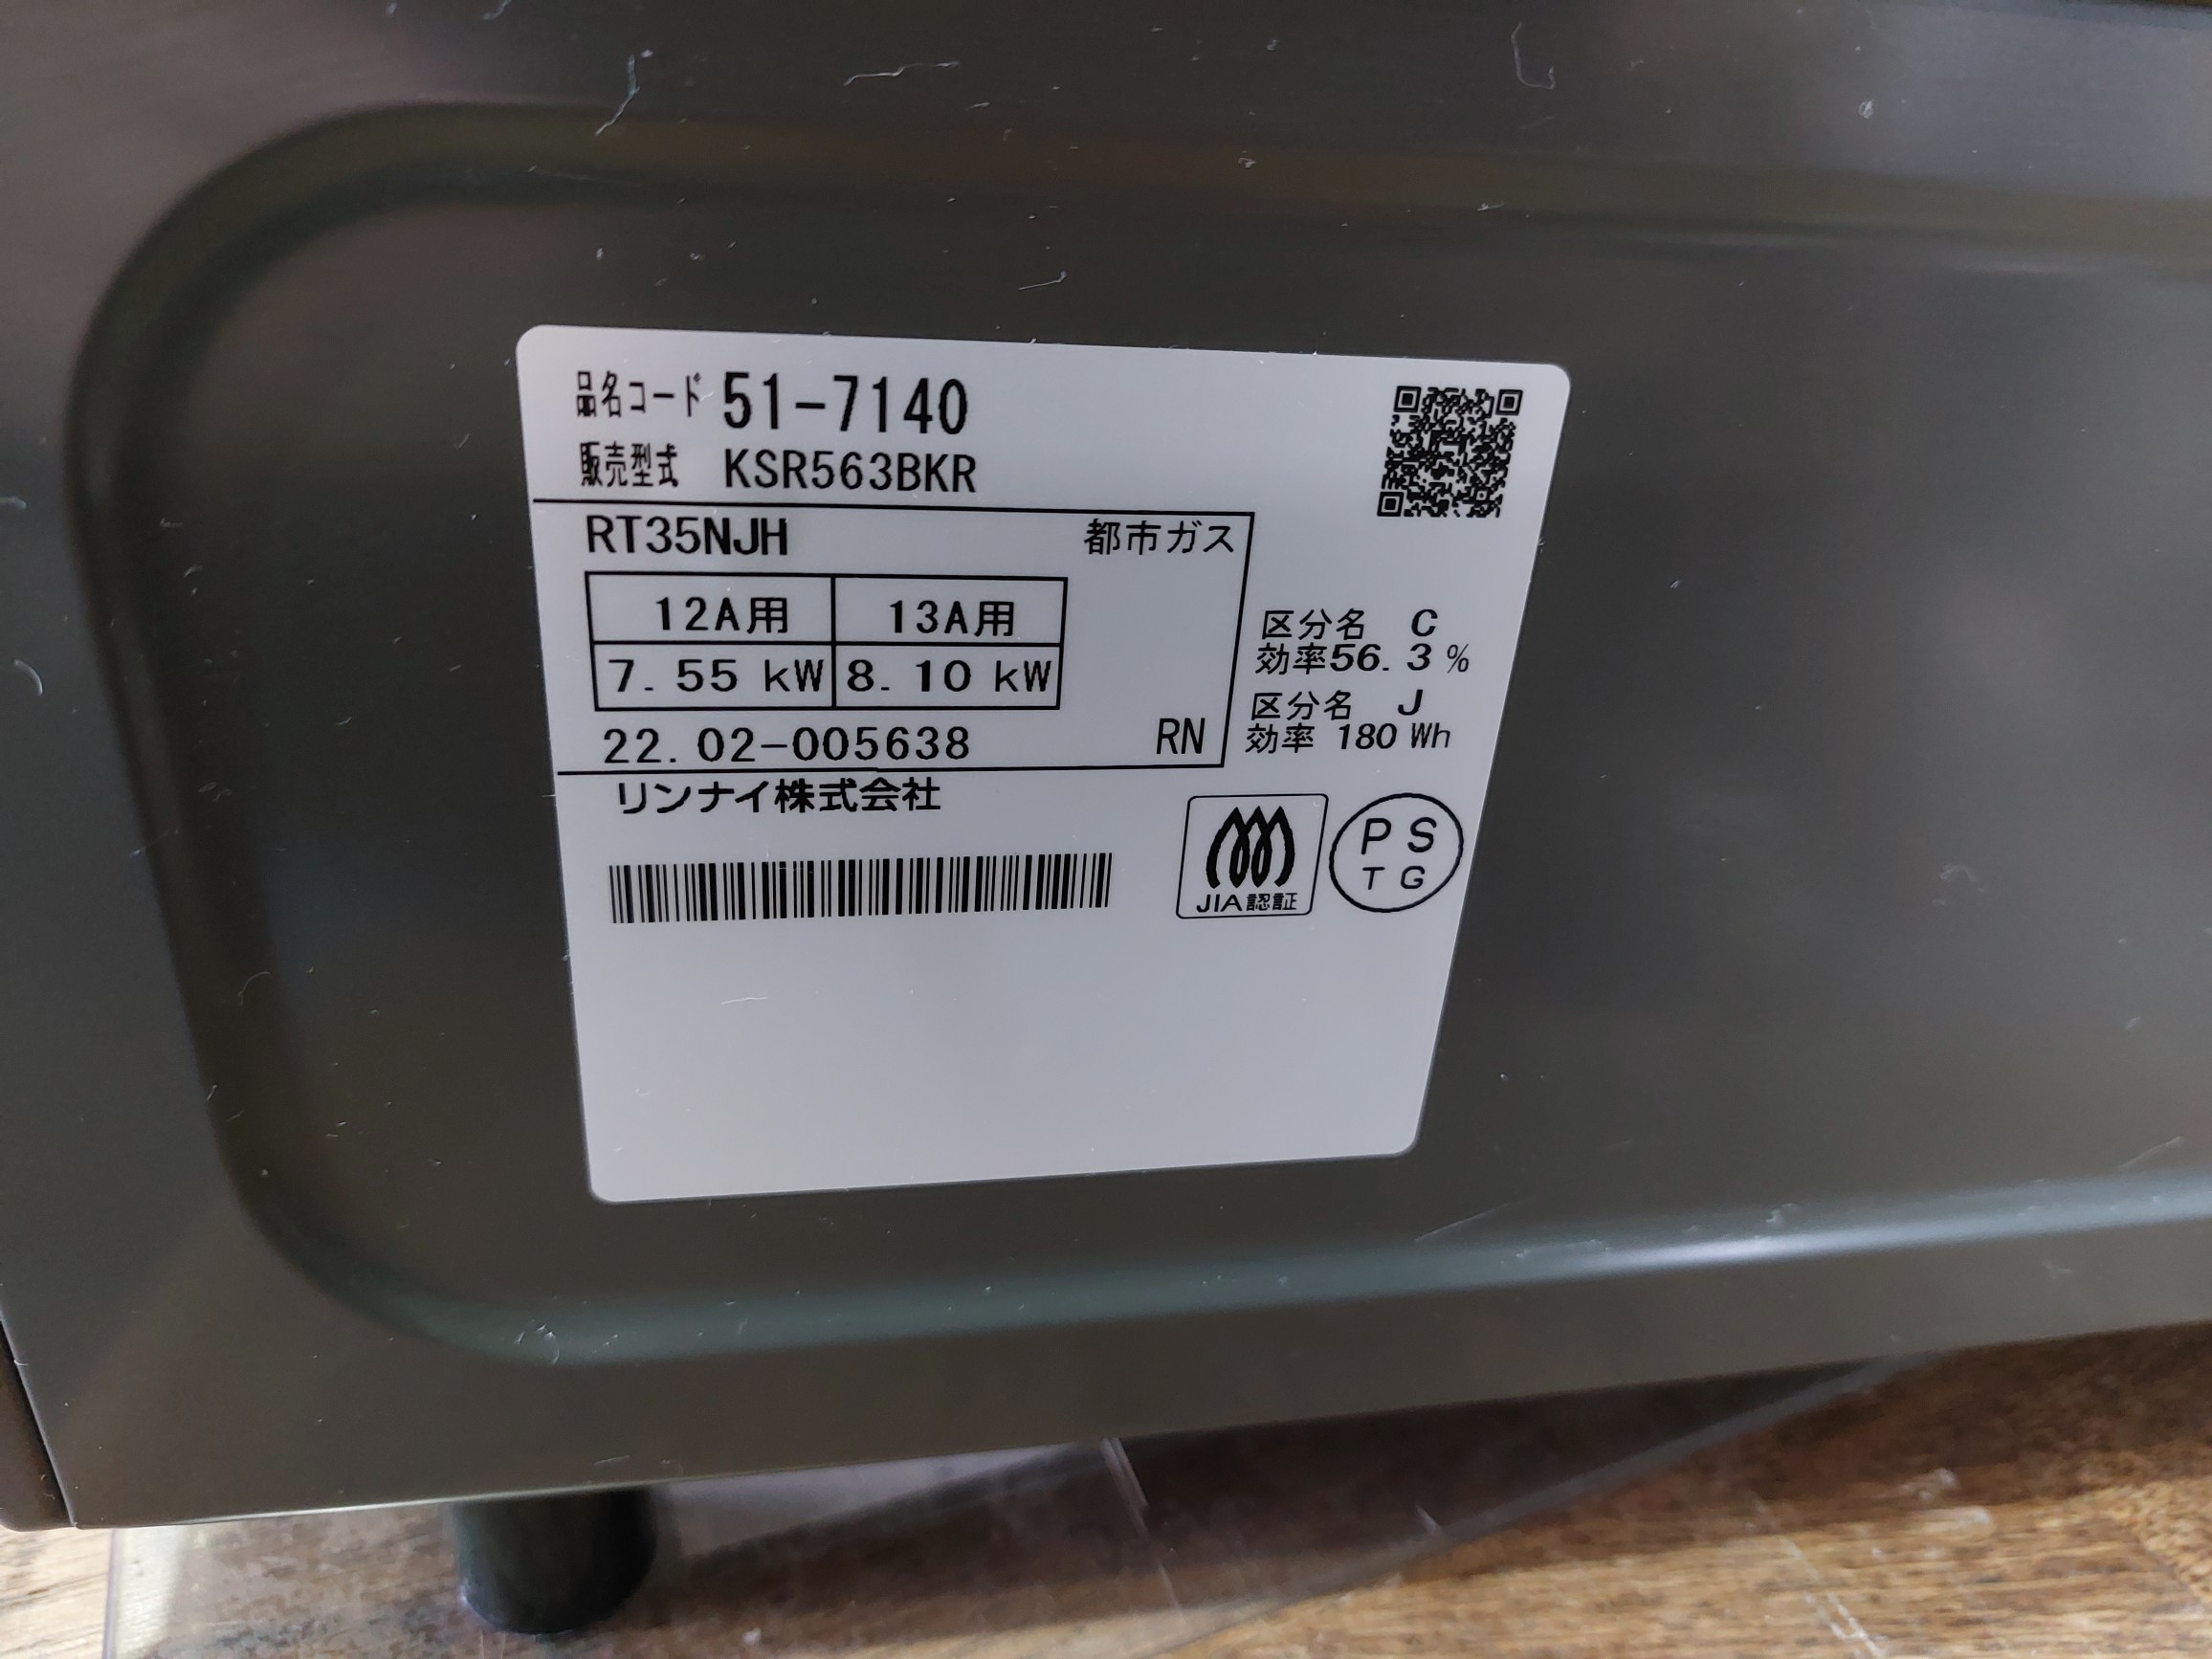 品名コード 51-7140
販売型式 KSR563BKR
RT35NJH 都市ガス
12A用 13A用
7.55 kW 8.10 kW
22.02-005638 RN
区分名 C
効率56.3%
区分名 J
効率 180 Wh
リンナイ株式会社
JIA認証
PS
TG